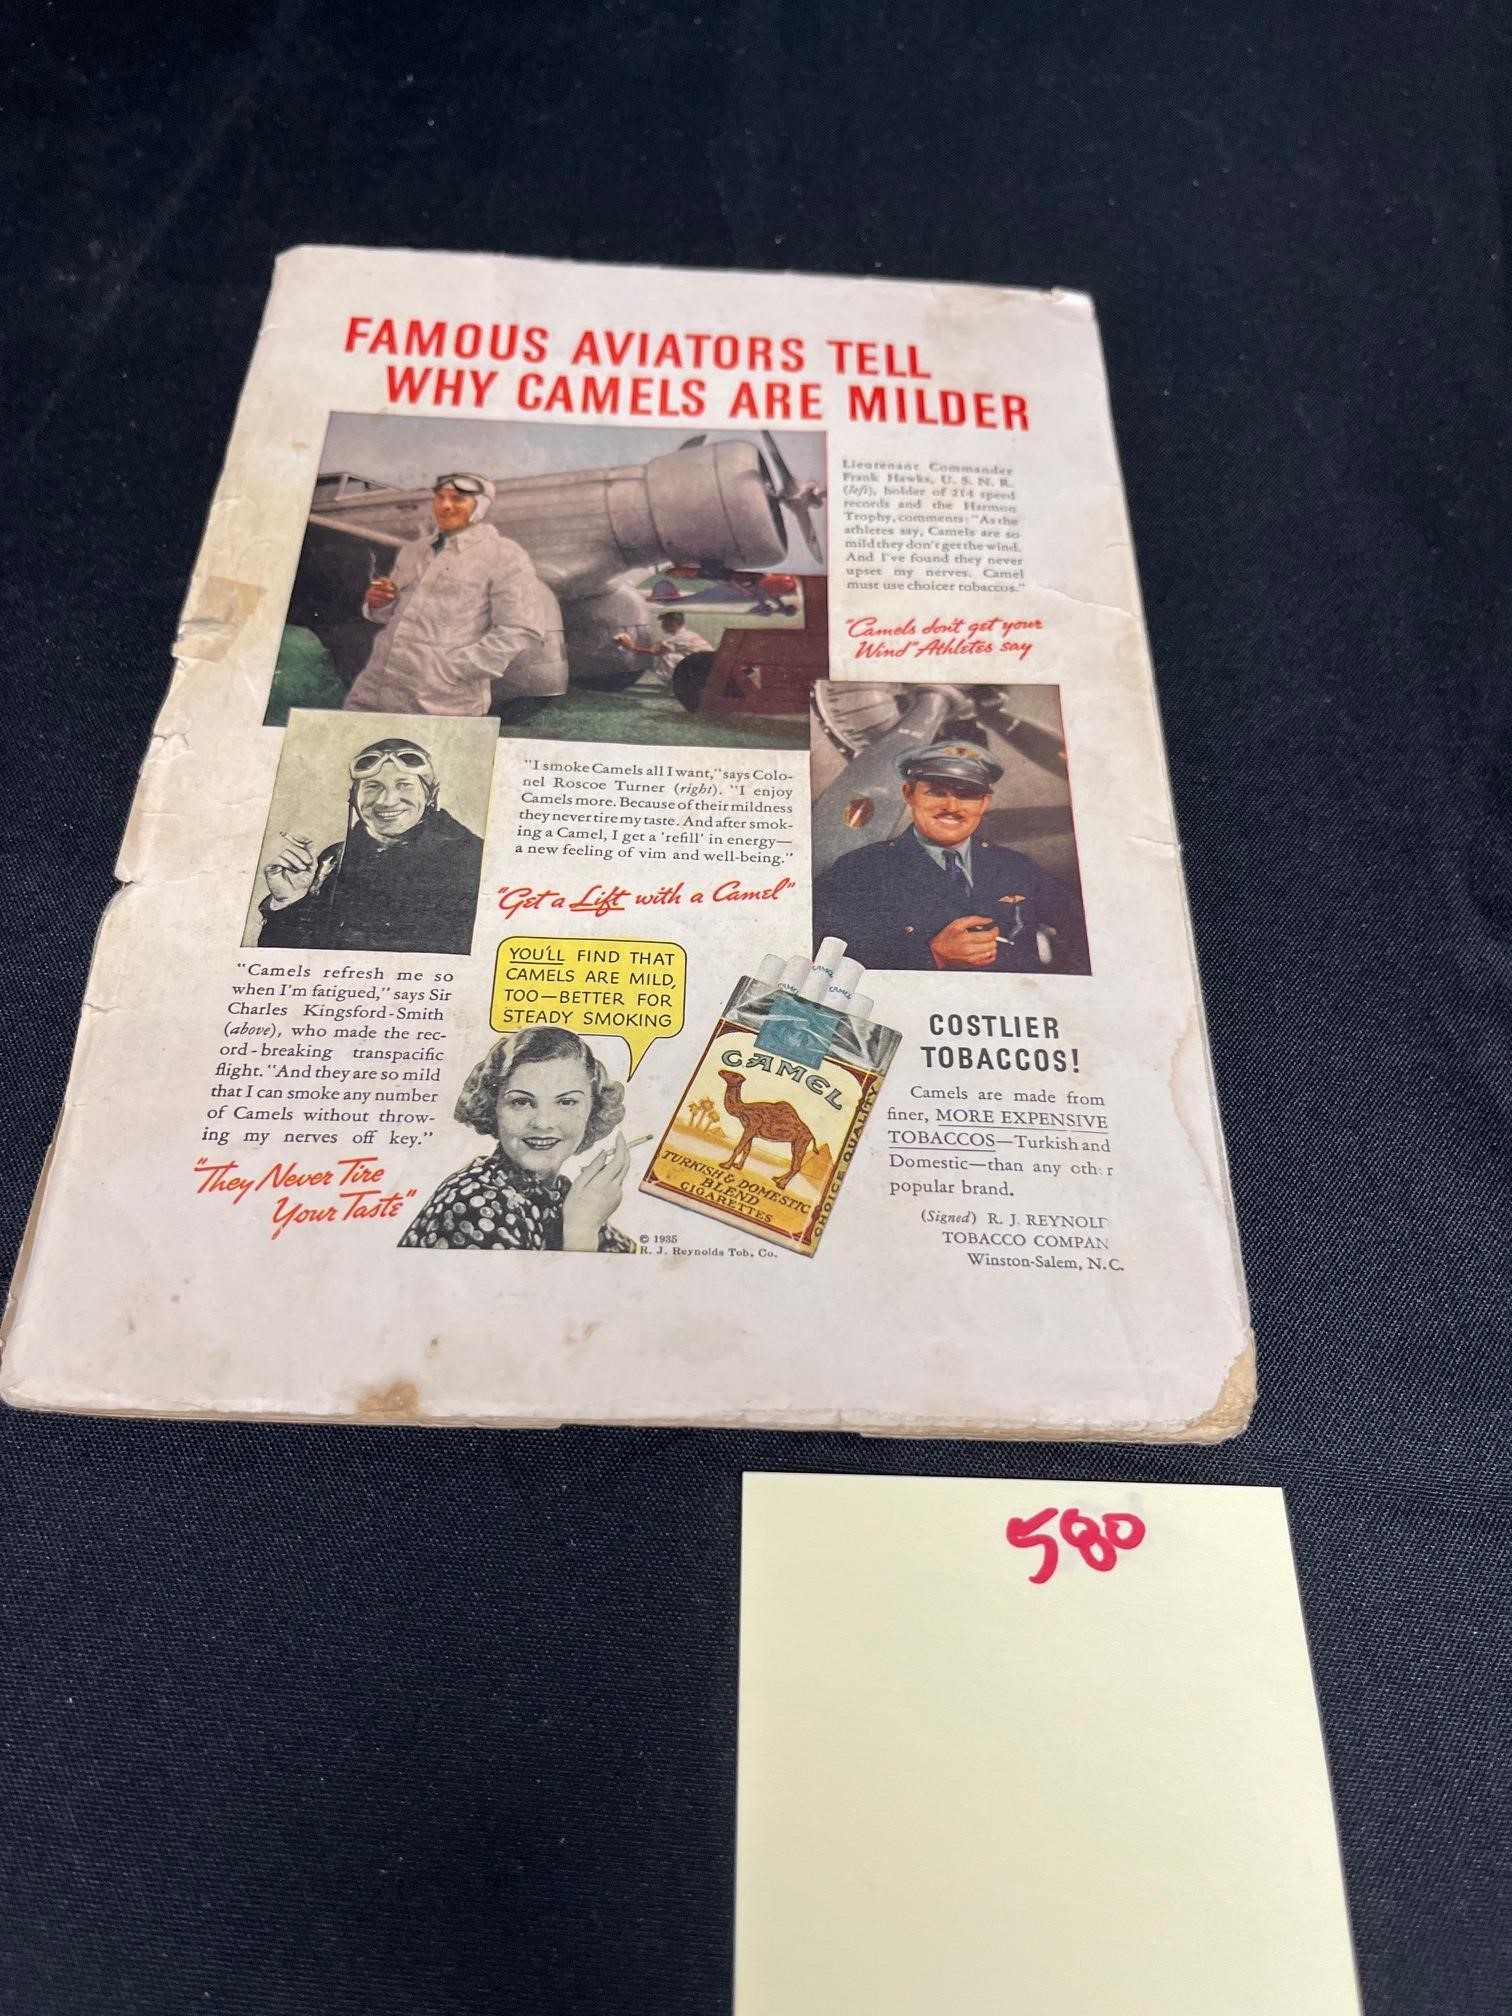 FAMOUS AVIATORS TELL
WHY CAMELS ARE MILDER
Lieutenant Commander
Frank Hawks, U. S. N. R.
(left), holder of 214 speed
records and the Harmon
Trophy, comments: "As the
athletes say, Camels are so
mild they don't get the wind.
And I've found they never
upset my nerves. Camel
must use choicer tobaccos."
"Camels don't get your
Wind" Athletes say
"I smoke Camels all I want," says Colo-
nel Roscoe Turner (right). "I enjoy
Camels more. Because of their mildness
they never tire my taste. And after smok-
ing a Camel, I get a 'refill' in energy—
a new feeling of vim and well-being."
"Get a Lift with a Camel"
"Camels refresh me so
when I'm fatigued," says Sir
Charles Kingsford-Smith
(above), who made the rec-
ord-breaking transpacific
flight. "And they are so mild
that I can smoke any number
of Camels without throw-
ing my nerves off key."
"They Never Tire
Your Taste"
YOU'LL FIND THAT
CAMELS ARE MILD,
TOO—BETTER FOR
STEADY SMOKING
CAMEL
TURKISH & DOMESTIC
BLEND
CIGARETTES
CHOICE QUALITY
© 1935
R. J. Reynolds Tob. Co.
COSTLIER
TOBACCOS!
Camels are made from
finer, MORE EXPENSIVE
TOBACCOS—Turkish and
Domestic—than any oth r
popular brand.
(Signed) R. J. REYNOLD
TOBACCO COMPAN
Winston-Salem, N. C.
580